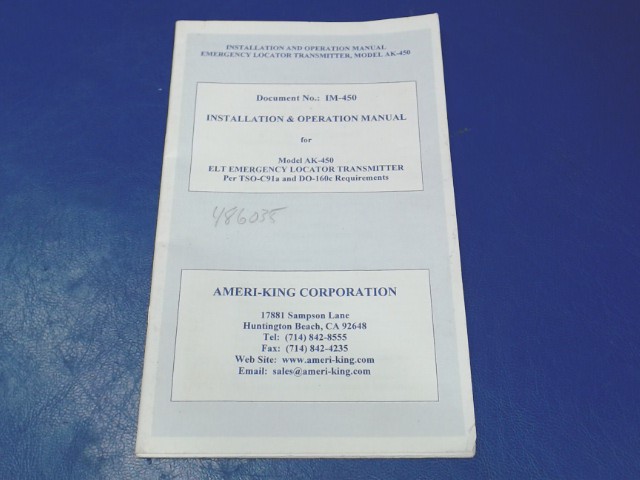 INSTALLATION AND OPERATION MANUAL
EMERGENCY LOCATOR TRANSMITTER, MODEL AK-450
Document No.: IM-450
INSTALLATION & OPERATION MANUAL
for
Model AK-450
ELT EMERGENCY LOCATOR TRANSMITTER
Per TSO-C91a and DO-160c Requirements
486035
AMERI-KING CORPORATION
17881 Sampson Lane
Huntington Beach, CA 92648
Tel: (714) 842-8555
Fax: (714) 842-4235
Web Site: www.ameri-king.com
Email: sales@ameri-king.com